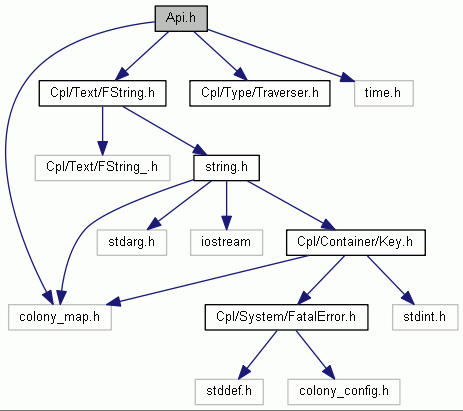 Api.h
Cpl/Text/FString.h
Cpl/Type/Traverser.h
time.h
Cpl/Text/FString_.h
string.h
stdarg.h
iostream
Cpl/Container/Key.h
colony_map.h
Cpl/System/FatalError.h
stdint.h
stddef.h
colony_config.h